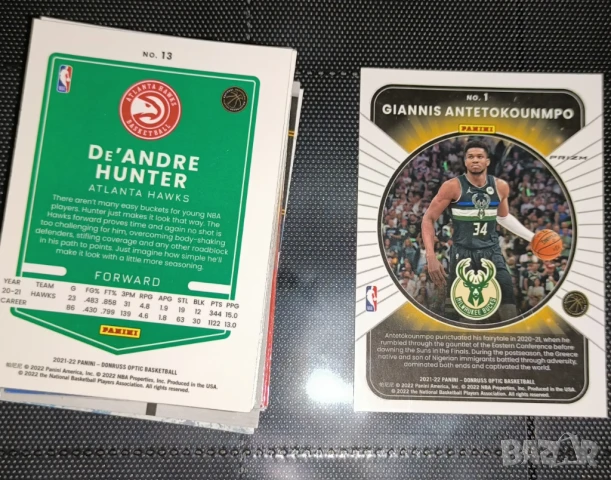 NO. 13
ATLANTA HAWKS
BASKETBALL
DE'ANDRE
HUNTER
ATLANTA HAWKS
There aren't many easy buckets for young NBA
players. Hunter just makes it look that way. The
Hawks forward proves time and again no shot is
too challenging for him, overcoming body-shaking
defenders, stifling coverage and any other roadblock
in his path to points. Just imagine how simple he'll
make it look with a little more seasoning.
FORWARD
YEAR TEAM G FG% FT% 3PM RPG APG STL BLK PTS PPG
20-21 HAWKS 23 .483 .858 31 4.8 1.9 19 12 344 15.0
CAREER 86 .430 .799 139 4.6 1.8 63 30 1122 13.0
PANINI
2021-22 PANINI - DONRUSS OPTIC BASKETBALL
© 2022 Panini America, Inc. © 2022 NBA Properties, Inc. Produced in the USA.
© 2022 the National Basketball Players Association. All rights reserved.
NO. 1
GIANNIS ANTETOKOUNMPO
PANINI
PRIZM
34
MILWAUKEE BUCKS
Antetokounmpo punctuated his fairytale in 2020-21, when he
rumbled through the gauntlet of the Eastern Conference before
downing the Suns in the Finals. During the postseason, the Greece
native and son of Nigerian immigrants battled through adversity,
dominated both ends and captivated the world.
2021-22 PANINI - DONRUSS OPTIC BASKETBALL
© 2022 Panini America, Inc. © 2022 NBA Properties, Inc. Produced in the USA.
© 2022 the National Basketball Players Association. All rights reserved.
BAZAR